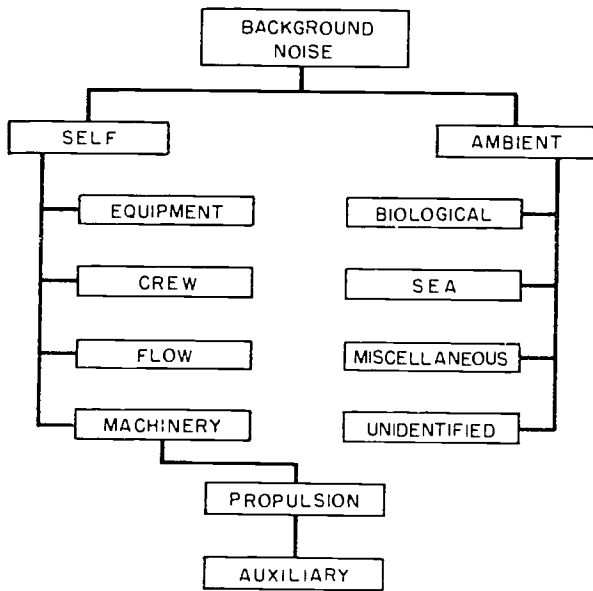 BACKGROUND
NOISE
SELF
AMBIENT
EQUIPMENT
BIOLOGICAL
CREW
SEA
FLOW
MISCELLANEOUS
MACHINERY
UNIDENTIFIED
PROPULSION
AUXILIARY